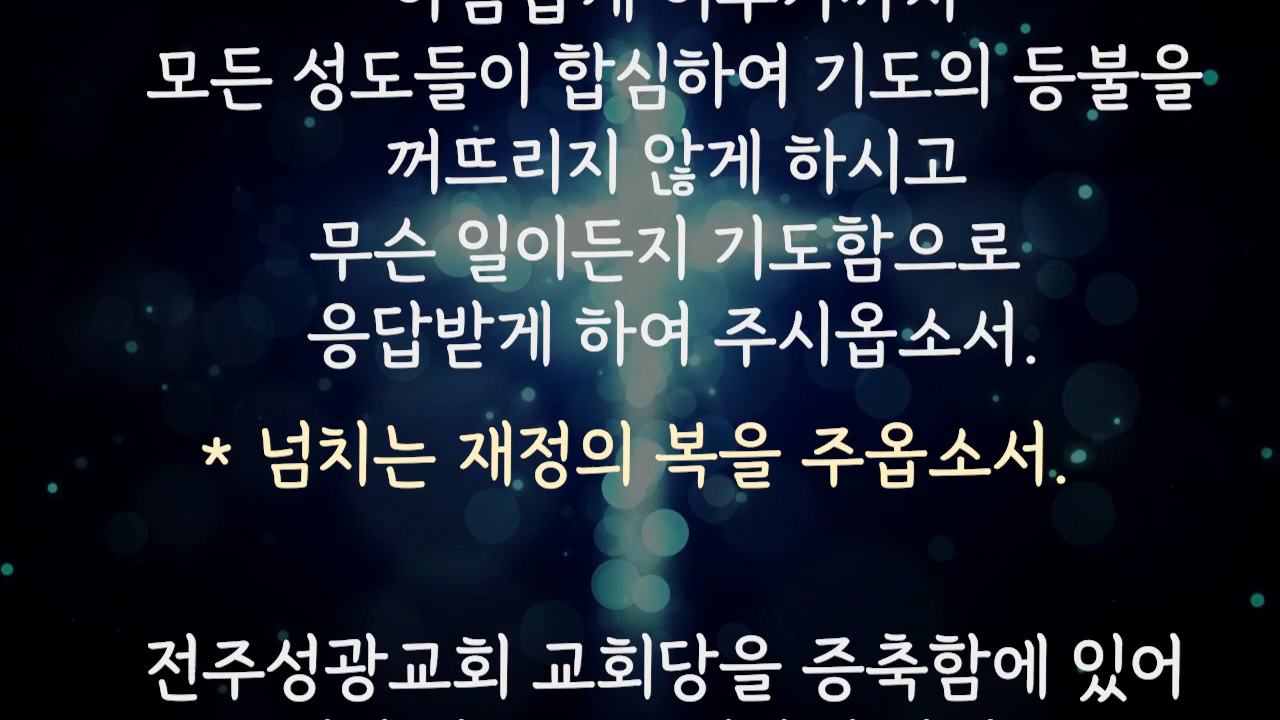 모든 성도들이 합심하여 기도의 등불을
꺼뜨리지 않게 하시고
무슨 일이든지 기도함으로
응답받게 하여 주시옵소서.
* 넘치는 재정의 복을 주옵소서.
전주성광교회 교회당을 증축함에 있어